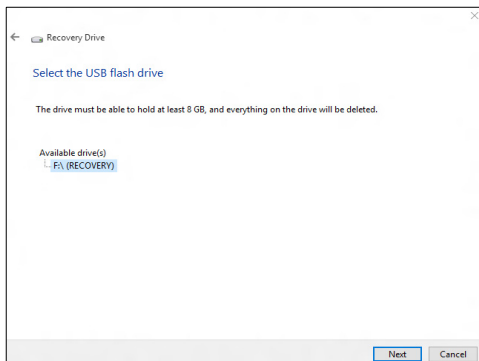 Recovery Drive
Select the USB flash drive
The drive must be able to hold at least 8 GB, and everything on the drive will be deleted.
Available drive(s)
F:\ (RECOVERY)
Next Cancel